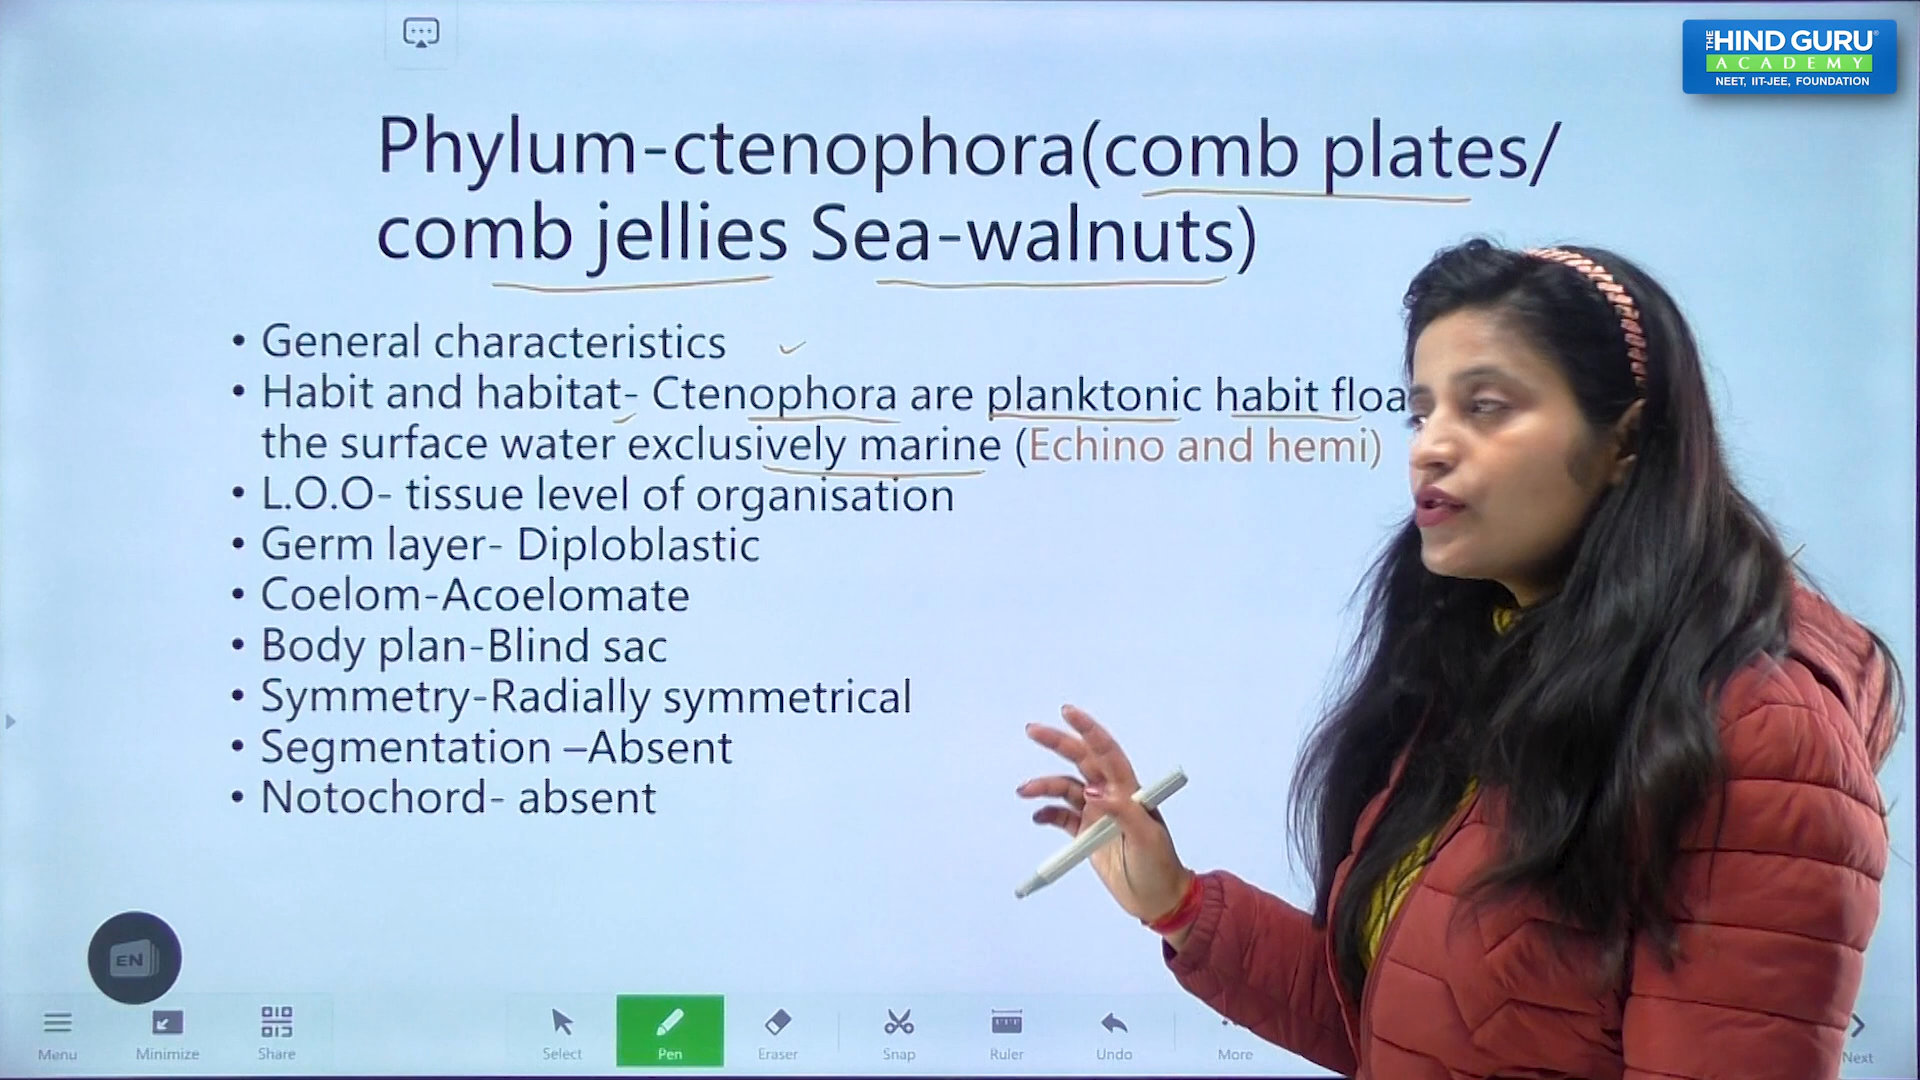 THE HIND GURU
ACADEMY
NEET, IIT-JEE, FOUNDATION
Phylum-ctenophora(comb plates/
comb jellies Sea-walnuts)
• General characteristics
• Habit and habitat- Ctenophora are planktonic habit floa
the surface water exclusively marine (Echino and hemi)
• L.O.O- tissue level of organisation
• Germ layer- Diploblastic
• Coelom-Acoelomate
• Body plan-Blind sac
• Symmetry-Radially symmetrical
• Segmentation –Absent
• Notochord- absent
EN
Menu Minimize Share Select Pen Eraser Snap Ruler Undo More Next